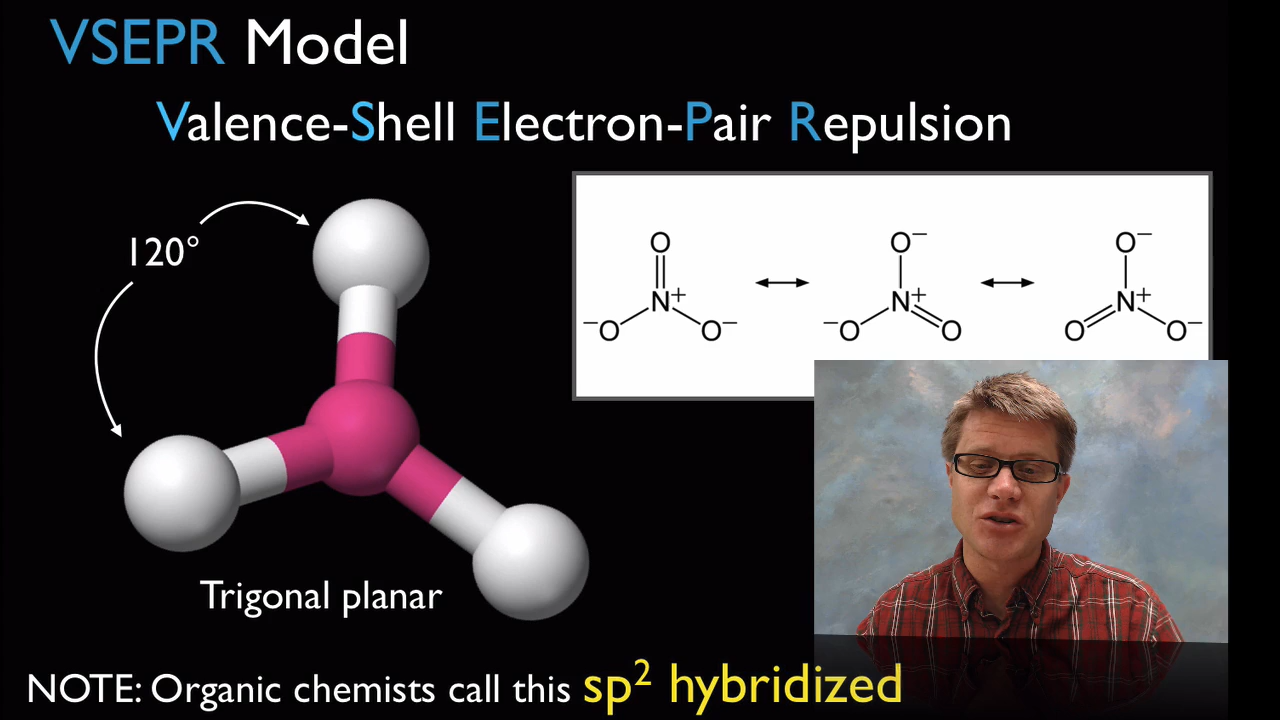 VSEPR Model
Valence-Shell Electron-Pair Repulsion
120°
O O⁻ O⁻
N⁺ N⁺ N⁺
⁻O O⁻ ⁻O O O O⁻
Trigonal planar
NOTE: Organic chemists call this sp² hybridized